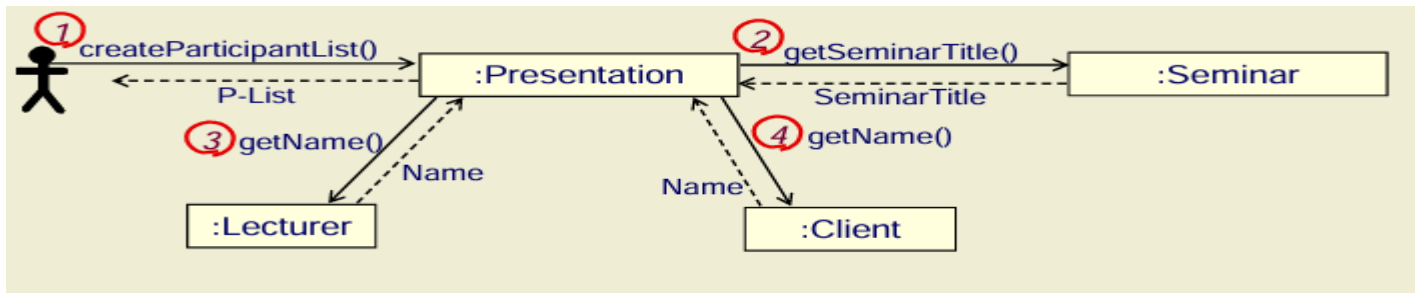 1
createParticipantList()
2
getSeminarTitle()
:Presentation
:Seminar
P-List
SeminarTitle
3
getName()
4
getName()
Name
Name
:Lecturer
:Client